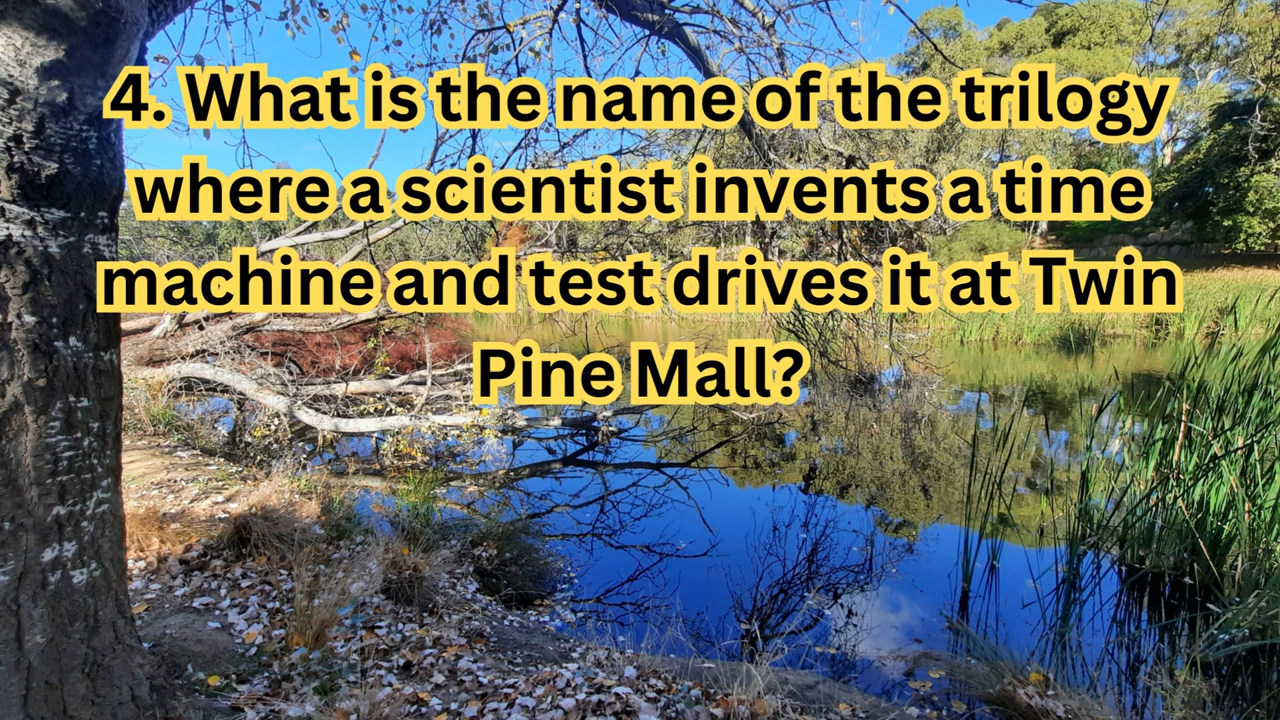 4. What is the name of the trilogy
where a scientist invents a time
machine and test drives it at Twin
Pine Mall?